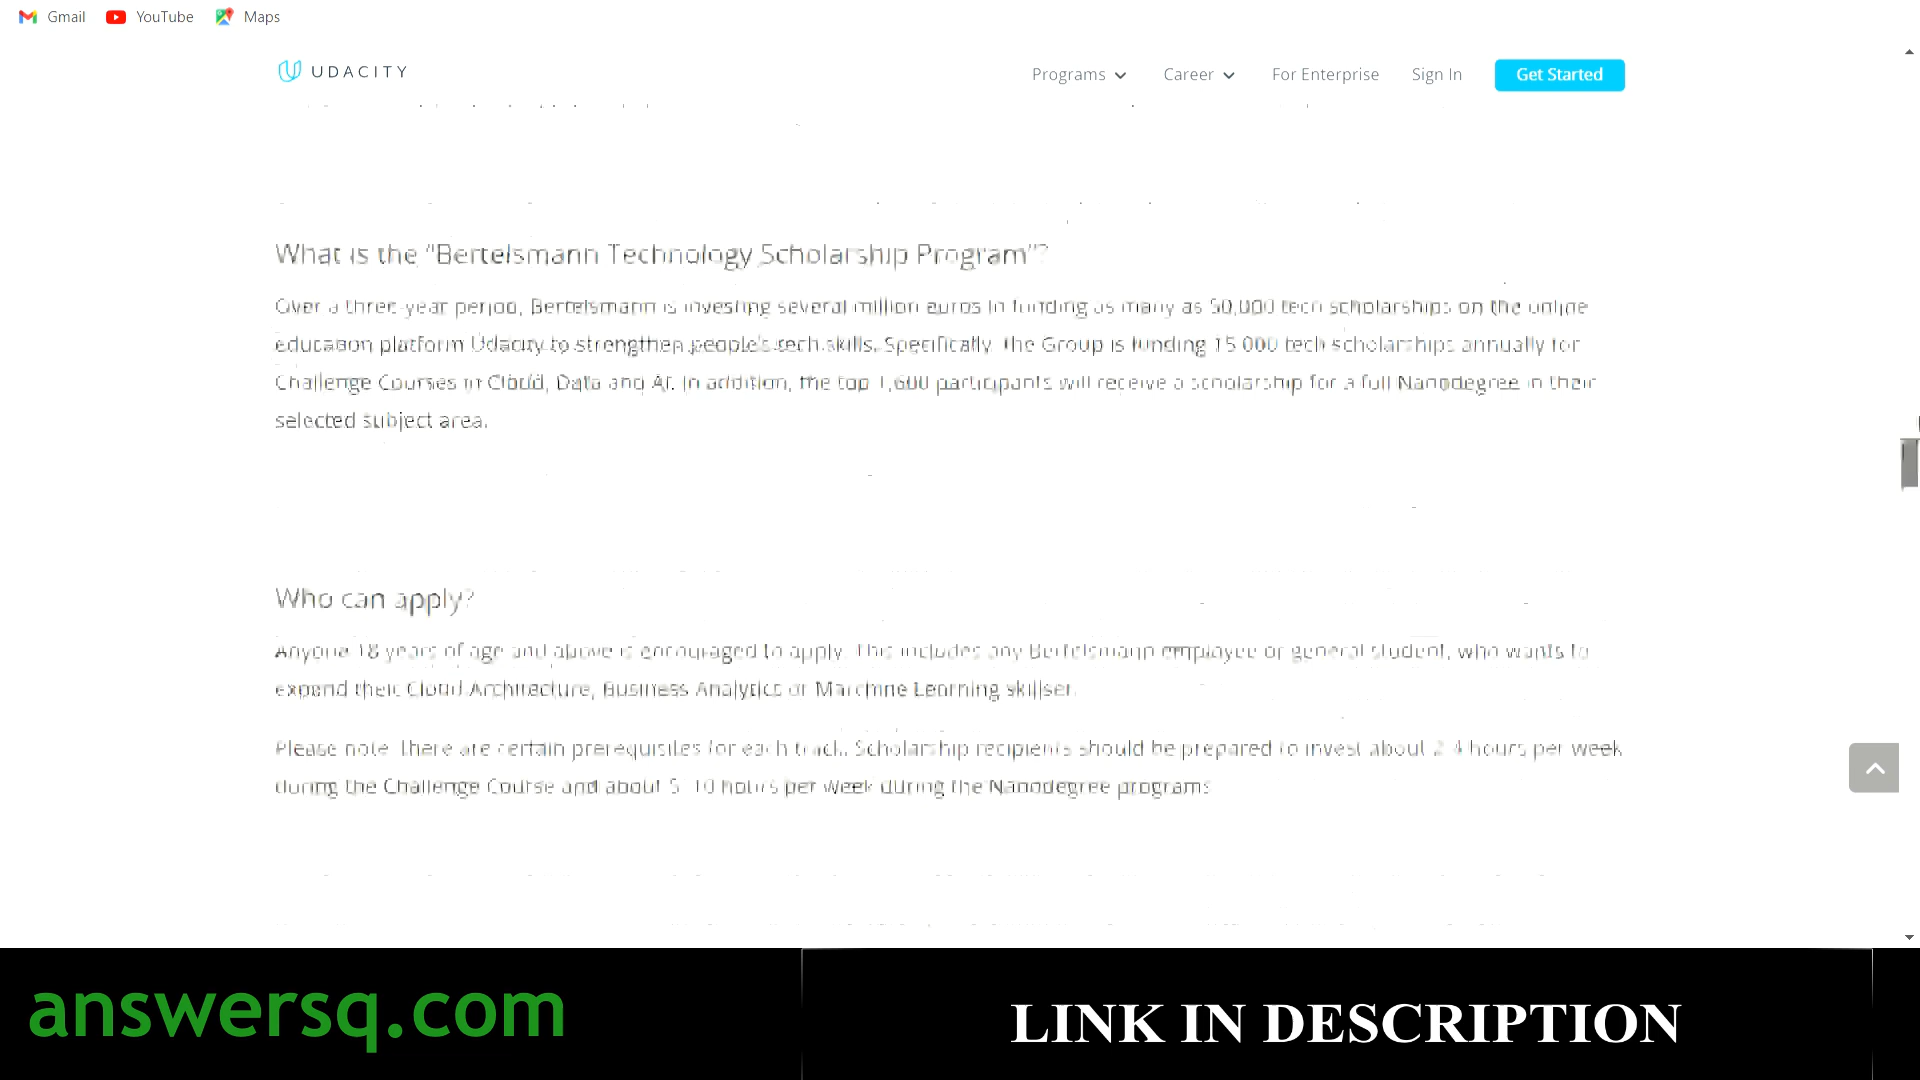 Gmail YouTube Maps
UDACITY Programs Career For Enterprise Sign In Get Started
What is the "Bertelsmann Technology Scholarship Program"?
Over a three-year period, Bertelsmann is investing several million euros in funding as many as 50,000 tech scholarships on the online
education platform Udacity to strengthen people's tech skills. Specifically, the Group is funding 15 000 tech scholarships annually for
Challenge Courses in Cloud, Data and AI. In addition, the top 1,600 participants will receive a scholarship for a full Nanodegree in their
selected subject area.
Who can apply?
Anyone 18 years of age and above is encouraged to apply. This includes any Bertelsmann employee or general student, who wants to
expand their Cloud Architecture, Business Analytics or Machine Learning
Please note There are certain prerequisites for each track. Scholarship recipients should be prepared to invest about 2-4 hours per week
during the Challenge Course and about 5-10 hours per week during the Nanodegree programs
answersq.com LINK IN DESCRIPTION